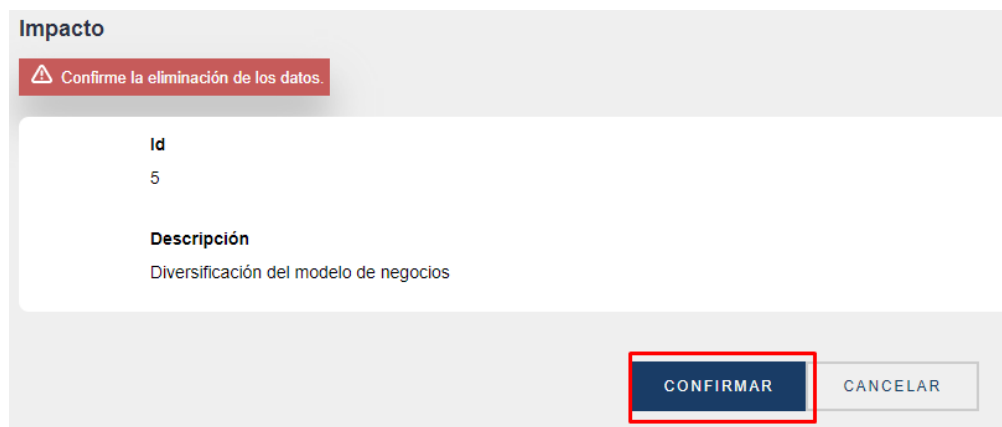 Impacto
Confirme la eliminación de los datos.
Id
5
Descripción
Diversificación del modelo de negocios
CONFIRMAR CANCELAR